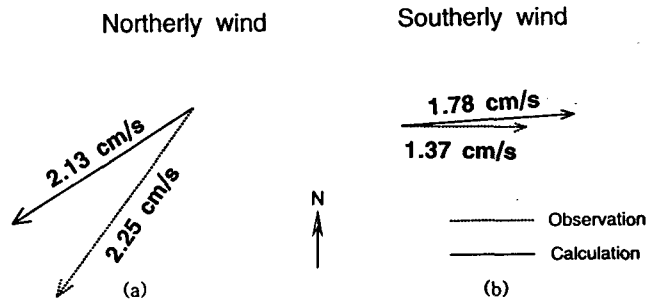 Northerly wind
Southerly wind
2.13 cm/s
2.25 cm/s
1.78 cm/s
1.37 cm/s
N
Observation
Calculation
(a)
(b)